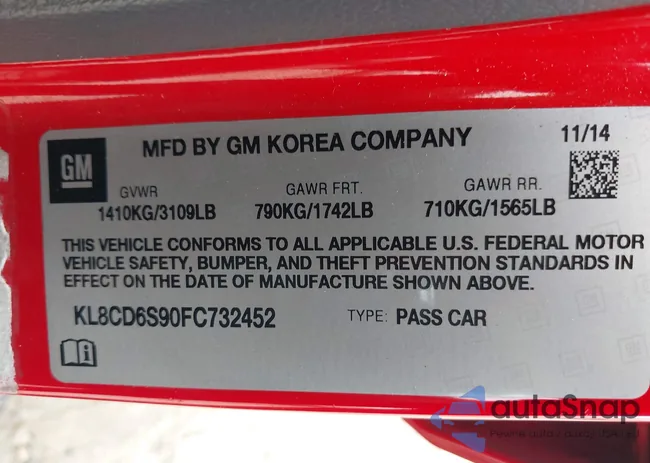 GM
MFD BY GM KOREA COMPANY
11/14
GVWR
GAWR FRT.
GAWR RR.
1410KG/3109LB
790KG/1742LB
710KG/1565LB
THIS VEHICLE CONFORMS TO ALL APPLICABLE U.S. FEDERAL MOTOR
VEHICLE SAFETY, BUMPER, AND THEFT PREVENTION STANDARDS IN
EFFECT ON THE DATE OF MANUFACTURE SHOWN ABOVE.
KL8CD6S90FC732452
TYPE: PASS CAR
autoSnap